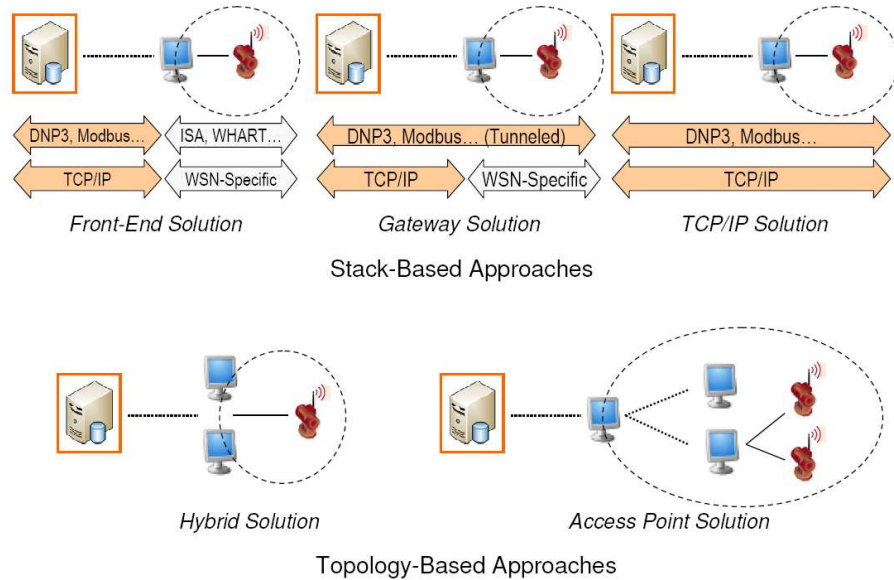 DNP3, Modbus… ISA, WHART… DNP3, Modbus… (Tunneled) DNP3, Modbus…
TCP/IP WSN-Specific TCP/IP WSN-Specific TCP/IP
Front-End Solution Gateway Solution TCP/IP Solution
Stack-Based Approaches
Hybrid Solution Access Point Solution
Topology-Based Approaches